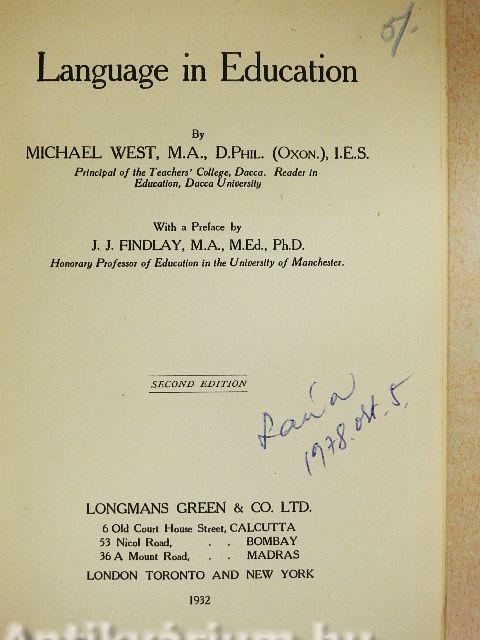 5/.
Language in Education
By
MICHAEL WEST, M.A., D.PHIL. (OXON.), I.E.S.
Principal of the Teachers' College, Dacca. Reader in
Education, Dacca University
With a Preface by
J. J. FINDLAY, M.A., M.Ed., Ph.D.
Honorary Professor of Education in the University of Manchester.
SECOND EDITION
1978. okt. 5.
LONGMANS GREEN & CO. LTD.
6 Old Court House Street, CALCUTTA
53 Nicol Road, . . BOMBAY
36 A Mount Road, . . MADRAS
LONDON TORONTO AND NEW YORK
1932
Antikvárium.hu